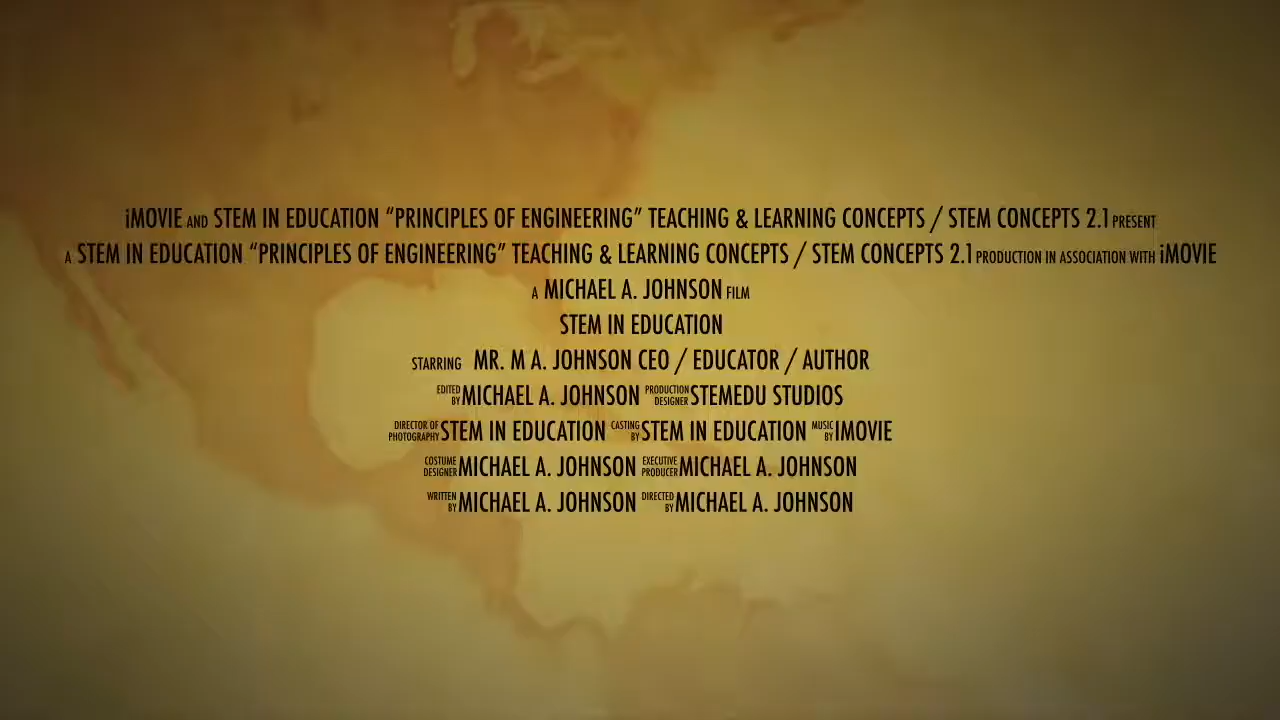 iMOVIE AND STEM IN EDUCATION “PRINCIPLES OF ENGINEERING” TEACHING & LEARNING CONCEPTS / STEM CONCEPTS 2.1 PRESENT
A STEM IN EDUCATION “PRINCIPLES OF ENGINEERING” TEACHING & LEARNING CONCEPTS / STEM CONCEPTS 2.1 PRODUCTION IN ASSOCIATION WITH iMOVIE
A MICHAEL A. JOHNSON FILM
STEM IN EDUCATION
STARRING MR. M A. JOHNSON CEO / EDUCATOR / AUTHOR
EDITED BY MICHAEL A. JOHNSON PRODUCTION DESIGNER STEMEDU STUDIOS
DIRECTOR OF PHOTOGRAPHY STEM IN EDUCATION CASTING BY STEM IN EDUCATION MUSIC BY IMOVIE
COSTUME DESIGNER MICHAEL A. JOHNSON EXECUTIVE PRODUCER MICHAEL A. JOHNSON
WRITTEN BY MICHAEL A. JOHNSON DIRECTED BY MICHAEL A. JOHNSON